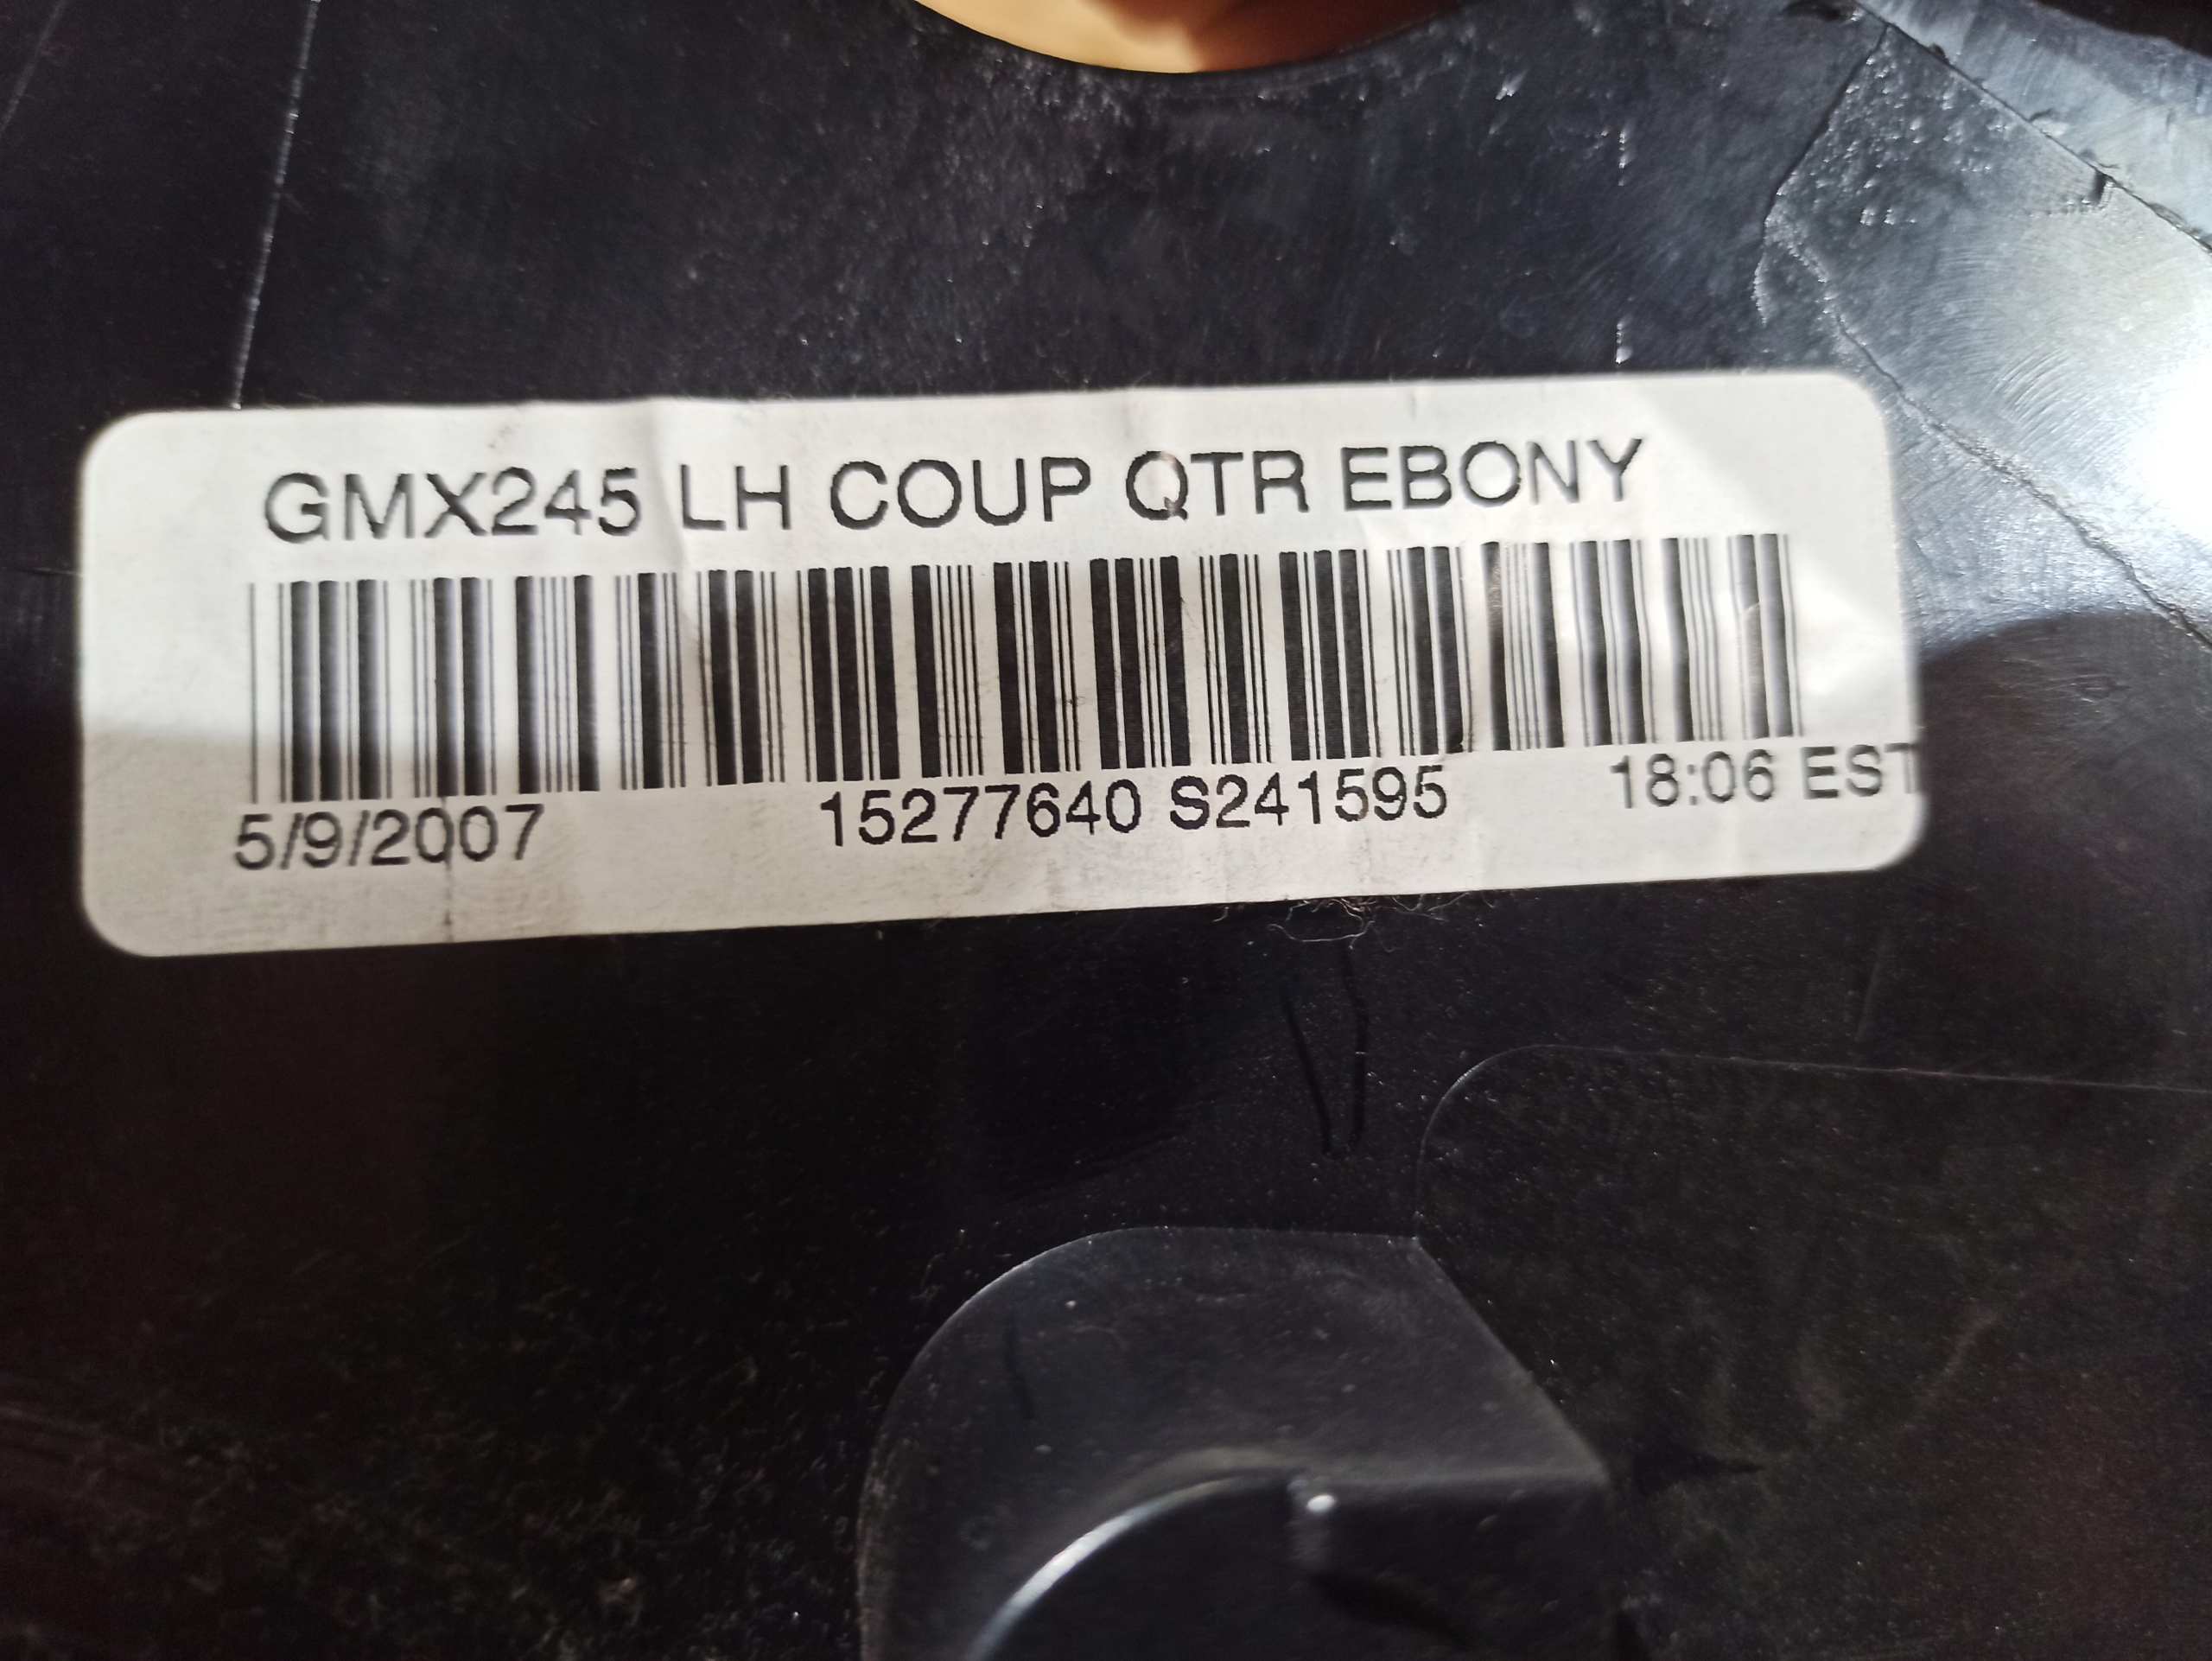 GMX245 LH COUP QTR EBONY
5/9/2007 15277640 S241595 18:06 EST